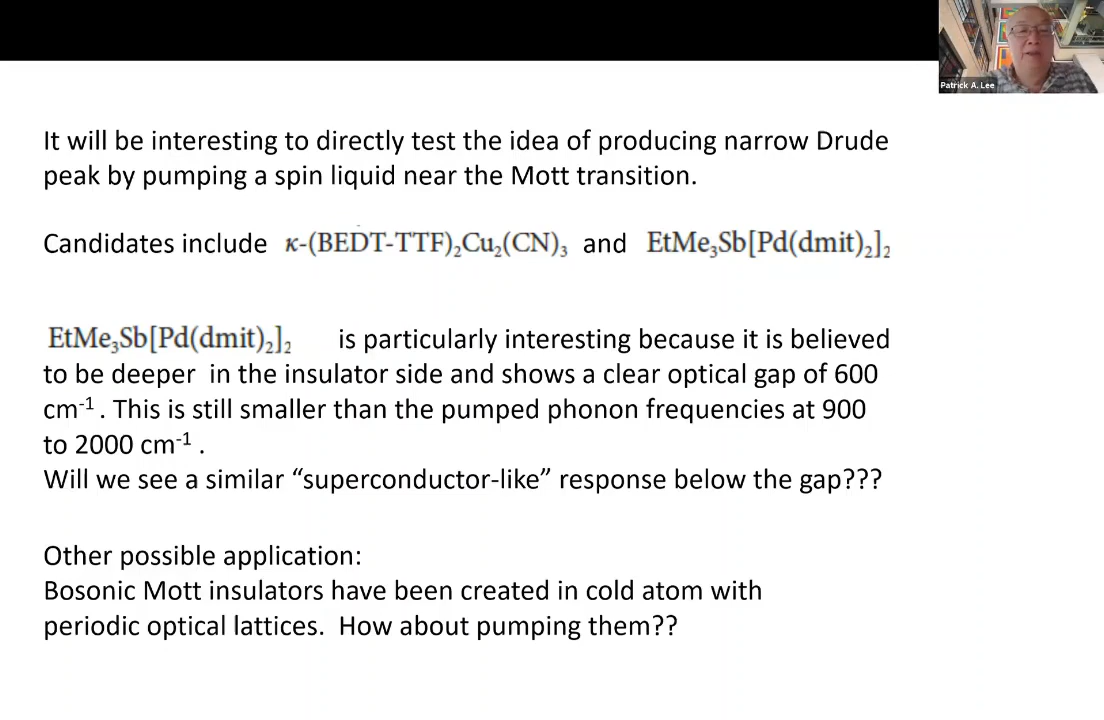 Patrick A. Lee
It will be interesting to directly test the idea of producing narrow Drude
peak by pumping a spin liquid near the Mott transition.
Candidates include κ-(BEDT-TTF)₂Cu₂(CN)₃ and EtMe₃Sb[Pd(dmit)₂]₂
EtMe₃Sb[Pd(dmit)₂]₂ is particularly interesting because it is believed
to be deeper in the insulator side and shows a clear optical gap of 600
cm⁻¹ . This is still smaller than the pumped phonon frequencies at 900
to 2000 cm⁻¹ .
Will we see a similar “superconductor-like” response below the gap???
Other possible application:
Bosonic Mott insulators have been created in cold atom with
periodic optical lattices. How about pumping them??